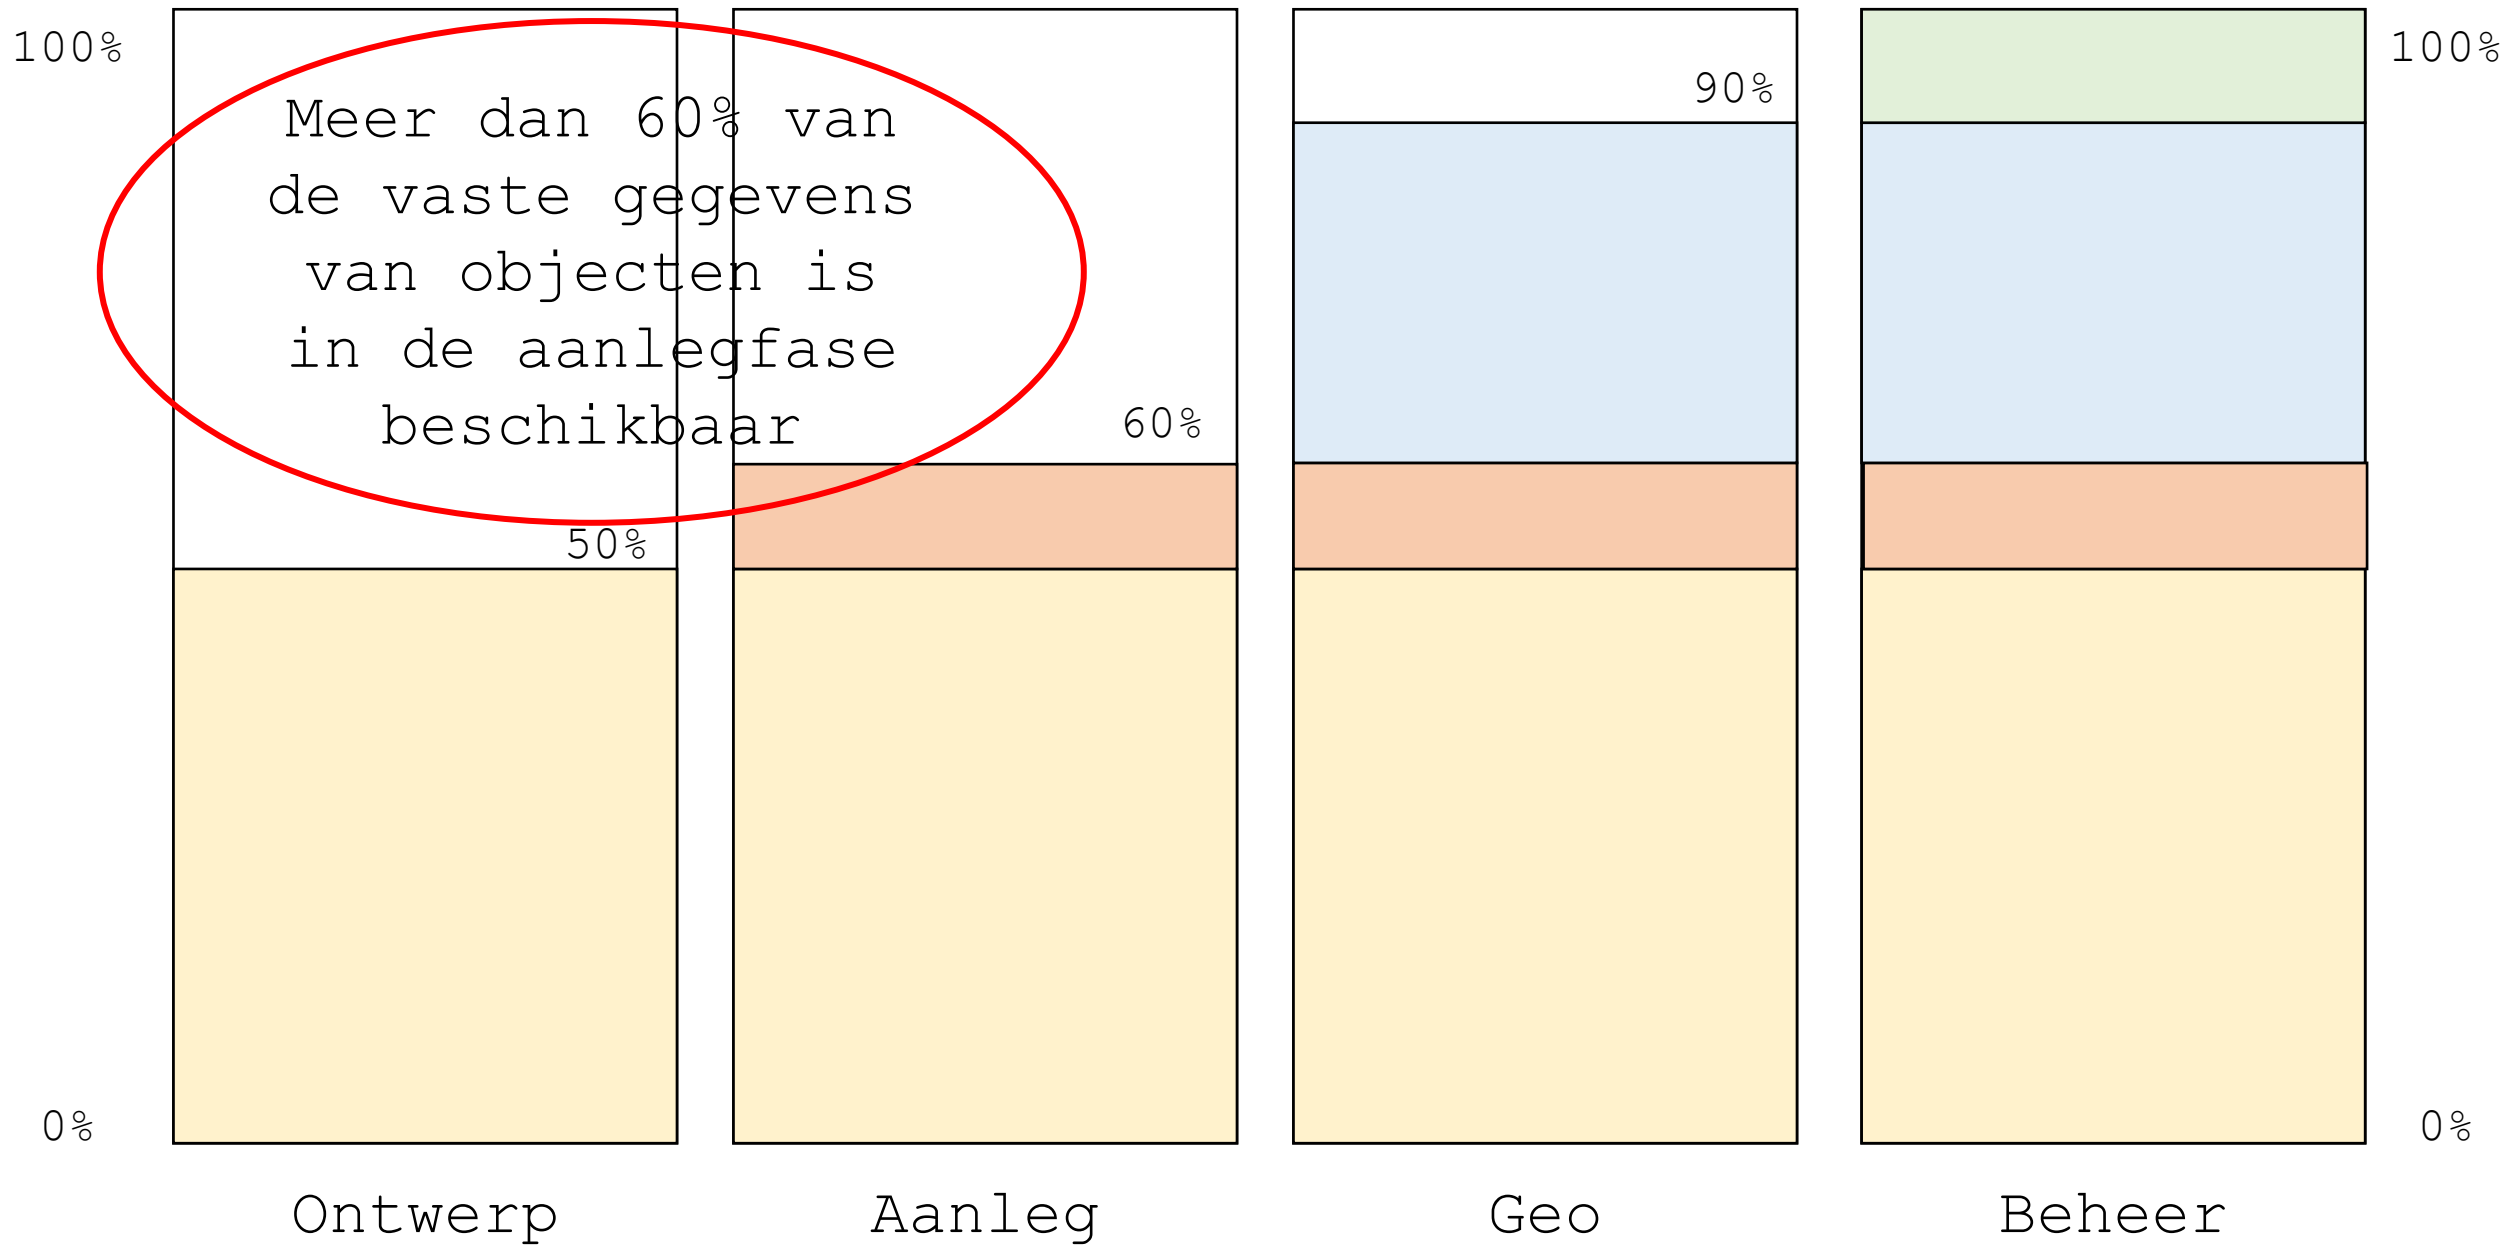 100%
100%
90%
Meer dan 60% van
de vaste gegevens
van objecten is
in de aanlegfase
beschikbaar
60%
50%
0%
0%
Ontwerp
Aanleg
Geo
Beheer